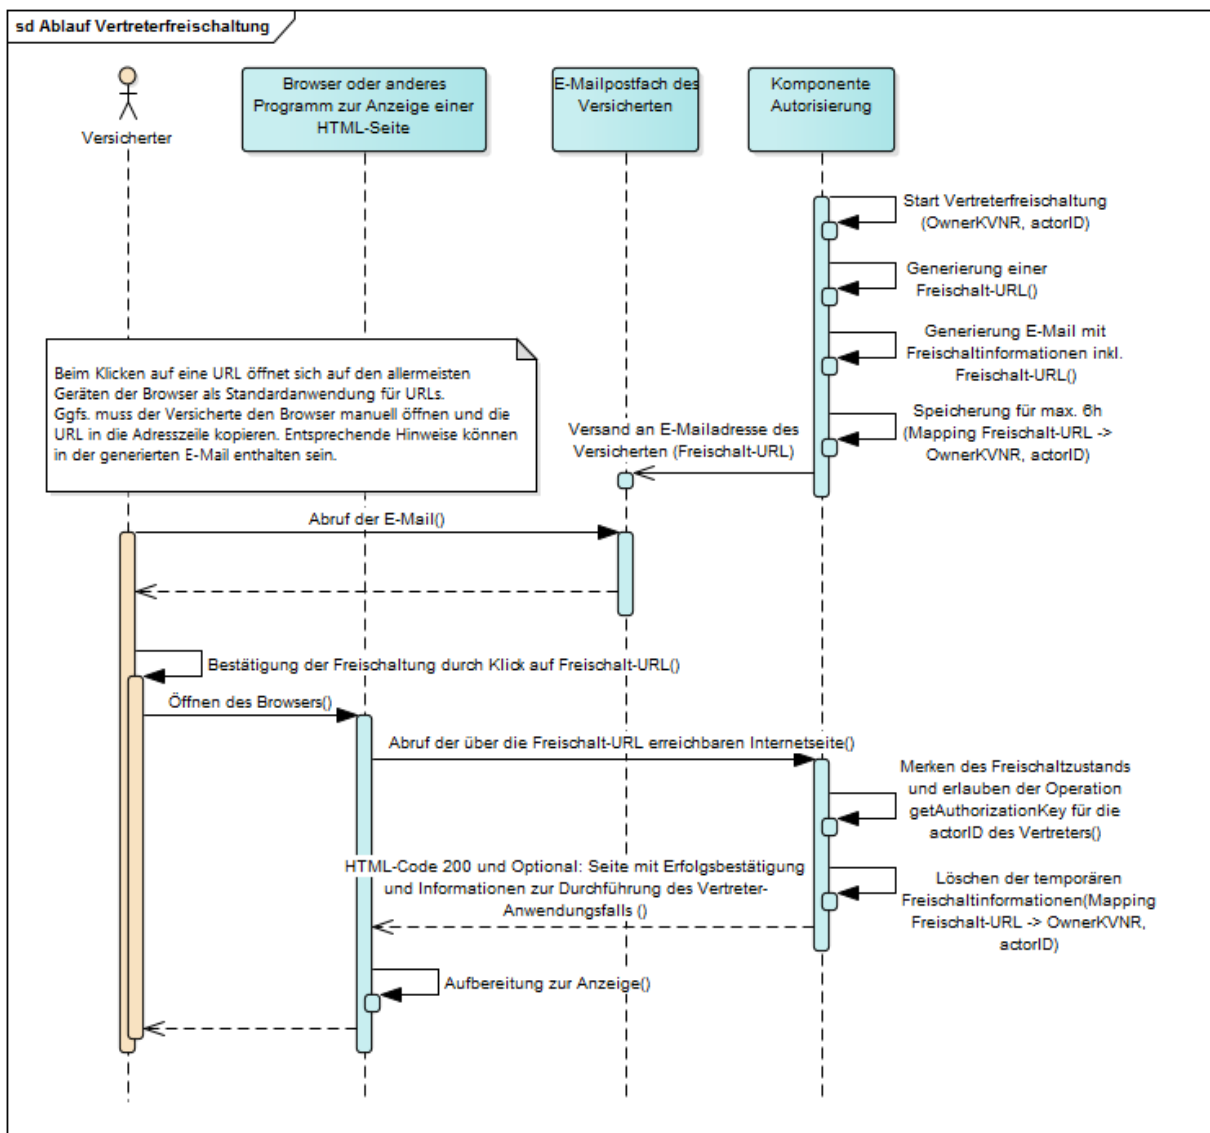 sd Ablauf Vertreterfreischaltung
Versicherter
Browser oder anderes
Programm zur Anzeige einer
HTML-Seite
E-Mailpostfach des
Versicherten
Komponente
Autorisierung
Start Vertreterfreischaltung
(OwnerKVNR, actorID)
Generierung einer
Freischalt-URL()
Generierung E-Mail mit
Freischaltinformationen inkl.
Freischalt-URL()
Speicherung für max. 6h
(Mapping Freischalt-URL ->
OwnerKVNR, actorID)
Beim Klicken auf eine URL öffnet sich auf den allermeisten
Geräten der Browser als Standardanwendung für URLs.
Ggfs. muss der Versicherte den Browser manuell öffnen und die
URL in die Adresszeile kopieren. Entsprechende Hinweise können
in der generierten E-Mail enthalten sein.
Versand an E-Mailadresse des
Versicherten (Freischalt-URL)
Abruf der E-Mail()
Bestätigung der Freischaltung durch Klick auf Freischalt-URL()
Öffnen des Browsers()
Abruf der über die Freischalt-URL erreichbaren Internetseite()
Merken des Freischaltzustands
und erlauben der Operation
getAuthorizationKey für die
actorID des Vertreters()
HTML-Code 200 und Optional: Seite mit Erfolgsbestätigung
und Informationen zur Durchführung des Vertreter-
Anwendungsfalls ()
Löschen der temporären
Freischaltinformationen(Mapping
Freischalt-URL -> OwnerKVNR,
actorID)
Aufbereitung zur Anzeige()